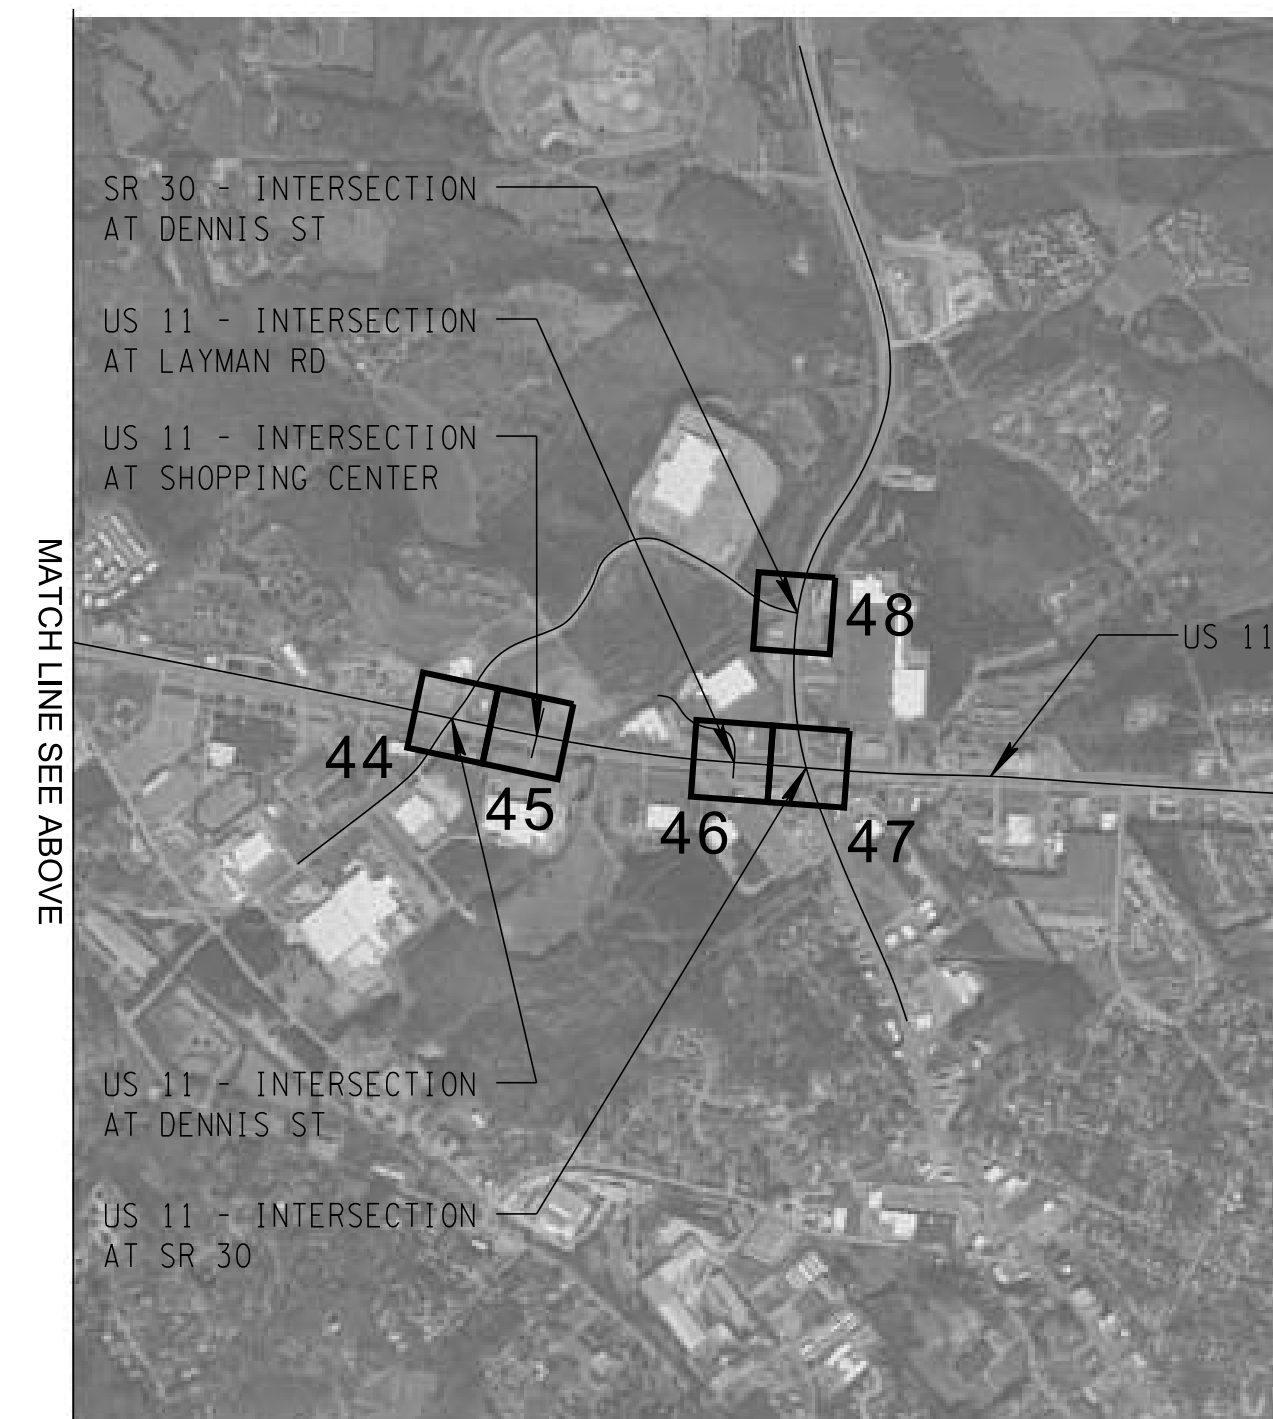 SR 30 - INTERSECTION
AT DENNIS ST
US 11 - INTERSECTION
AT LAYMAN RD
US 11 - INTERSECTION
AT SHOPPING CENTER
MATCH LINE SEE ABOVE
48
US 11
44
45
46
47
US 11 - INTERSECTION
AT DENNIS ST
US 11 - INTERSECTION
AT SR 30